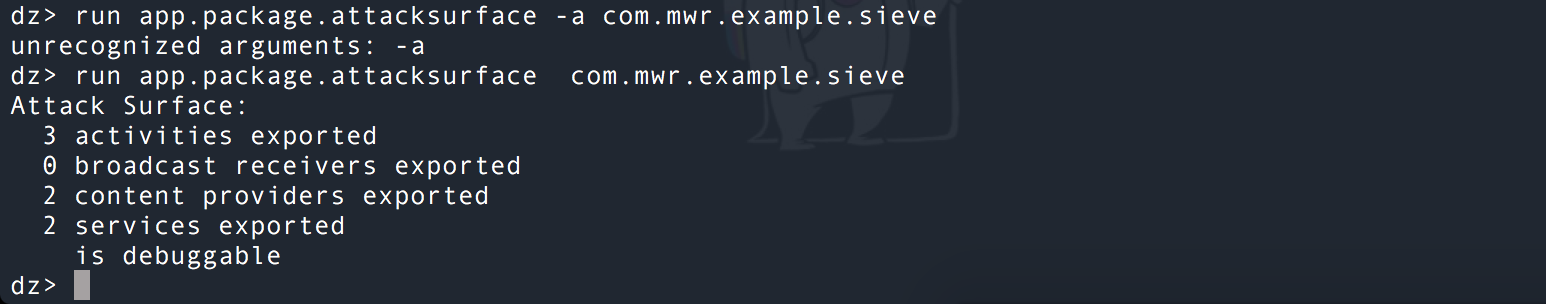 dz> run app.package.attacksurface -a com.mwr.example.sieve
unrecognized arguments: -a
dz> run app.package.attacksurface  com.mwr.example.sieve
Attack Surface:
  3 activities exported
  0 broadcast receivers exported
  2 content providers exported
  2 services exported
    is debuggable
dz>